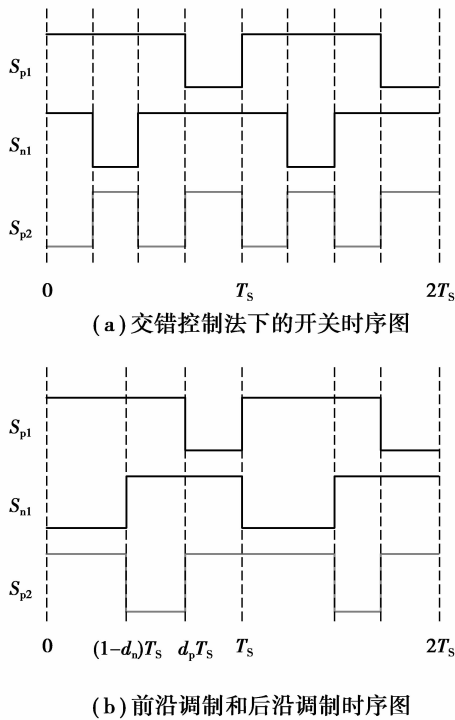 Sp1
Sn1
Sp2
0 TS 2TS
(a)交错控制法下的开关时序图
Sp1
Sn1
Sp2
0 (1−dn)TS dpTS TS 2TS
(b)前沿调制和后沿调制时序图